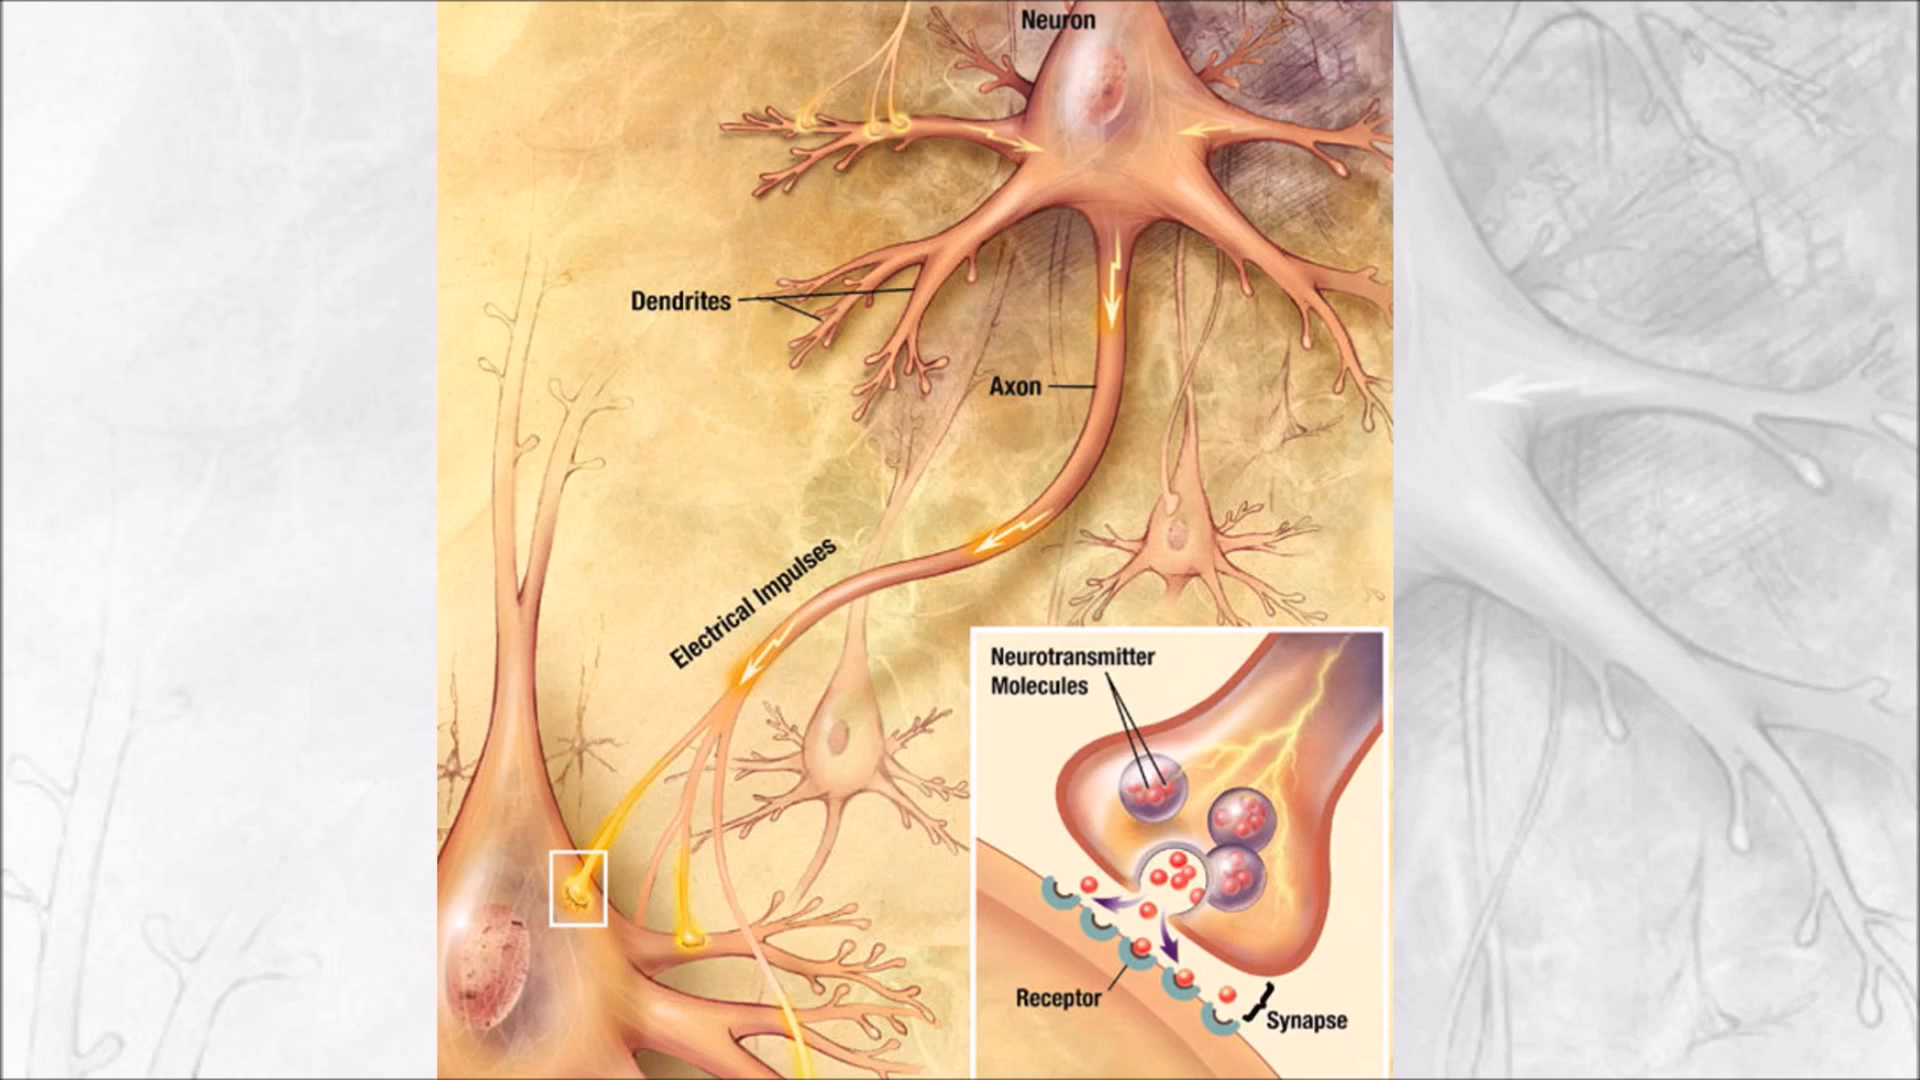 Neuron
Dendrites
Axon
Electrical Impulses
Neurotransmitter
Molecules
Receptor
Synapse